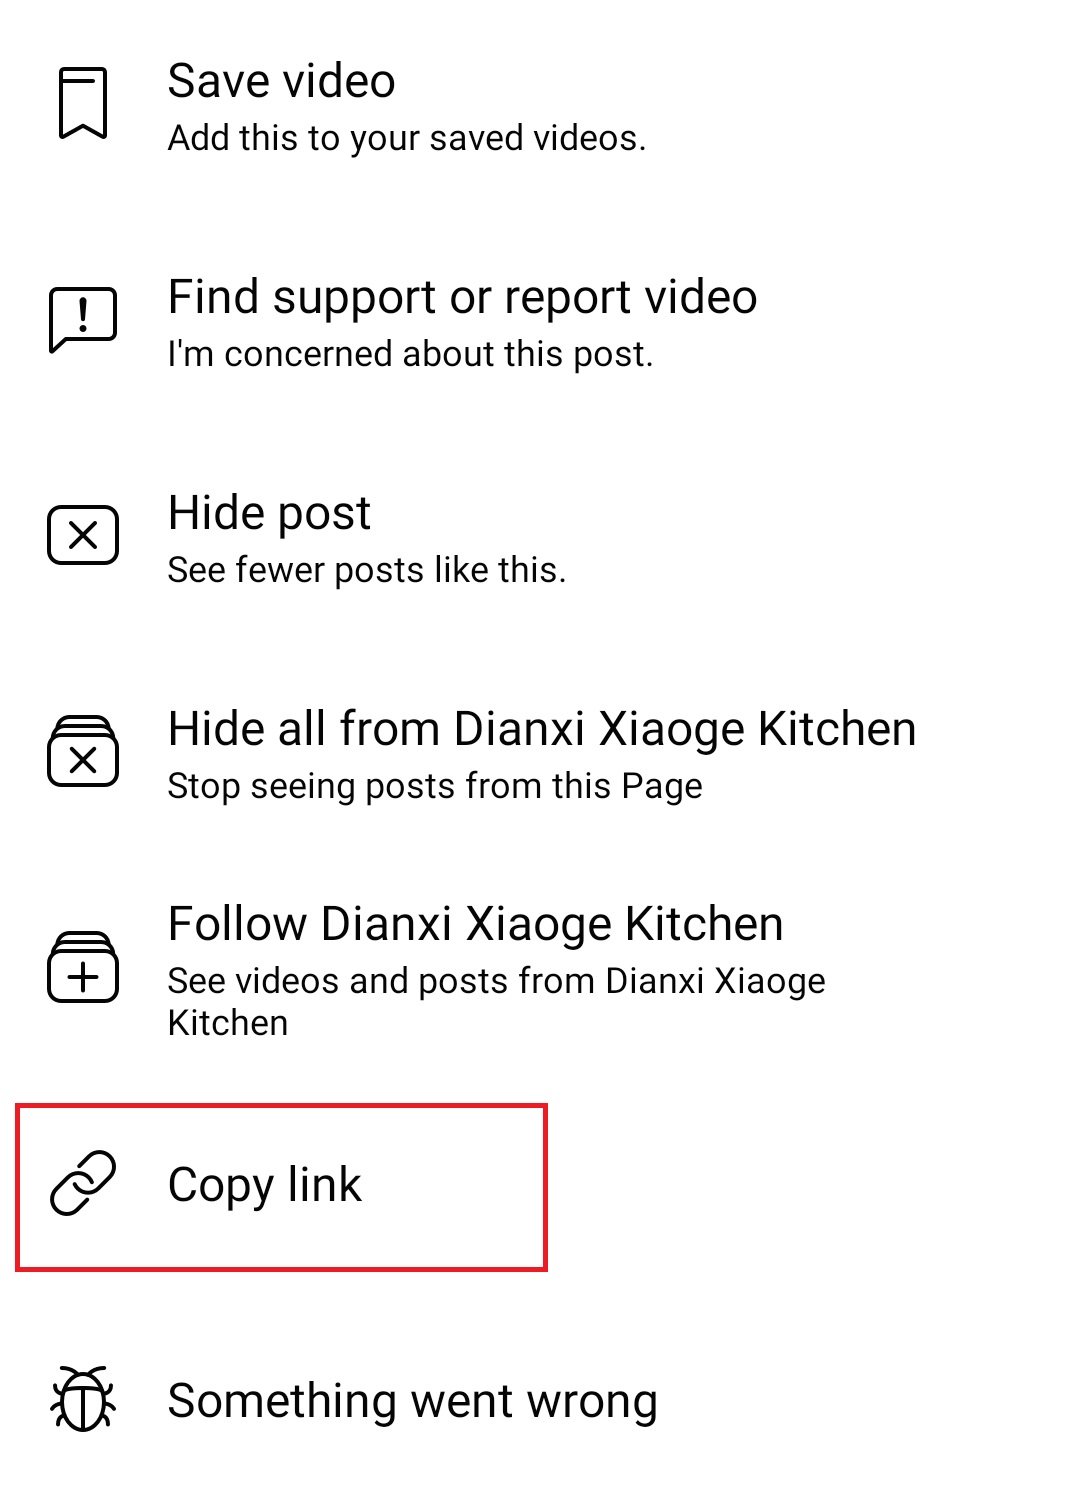 Save video
Add this to your saved videos.
Find support or report video
I'm concerned about this post.
Hide post
See fewer posts like this.
Hide all from Dianxi Xiaoge Kitchen
Stop seeing posts from this Page
Follow Dianxi Xiaoge Kitchen
See videos and posts from Dianxi Xiaoge
Kitchen
Copy link
Something went wrong